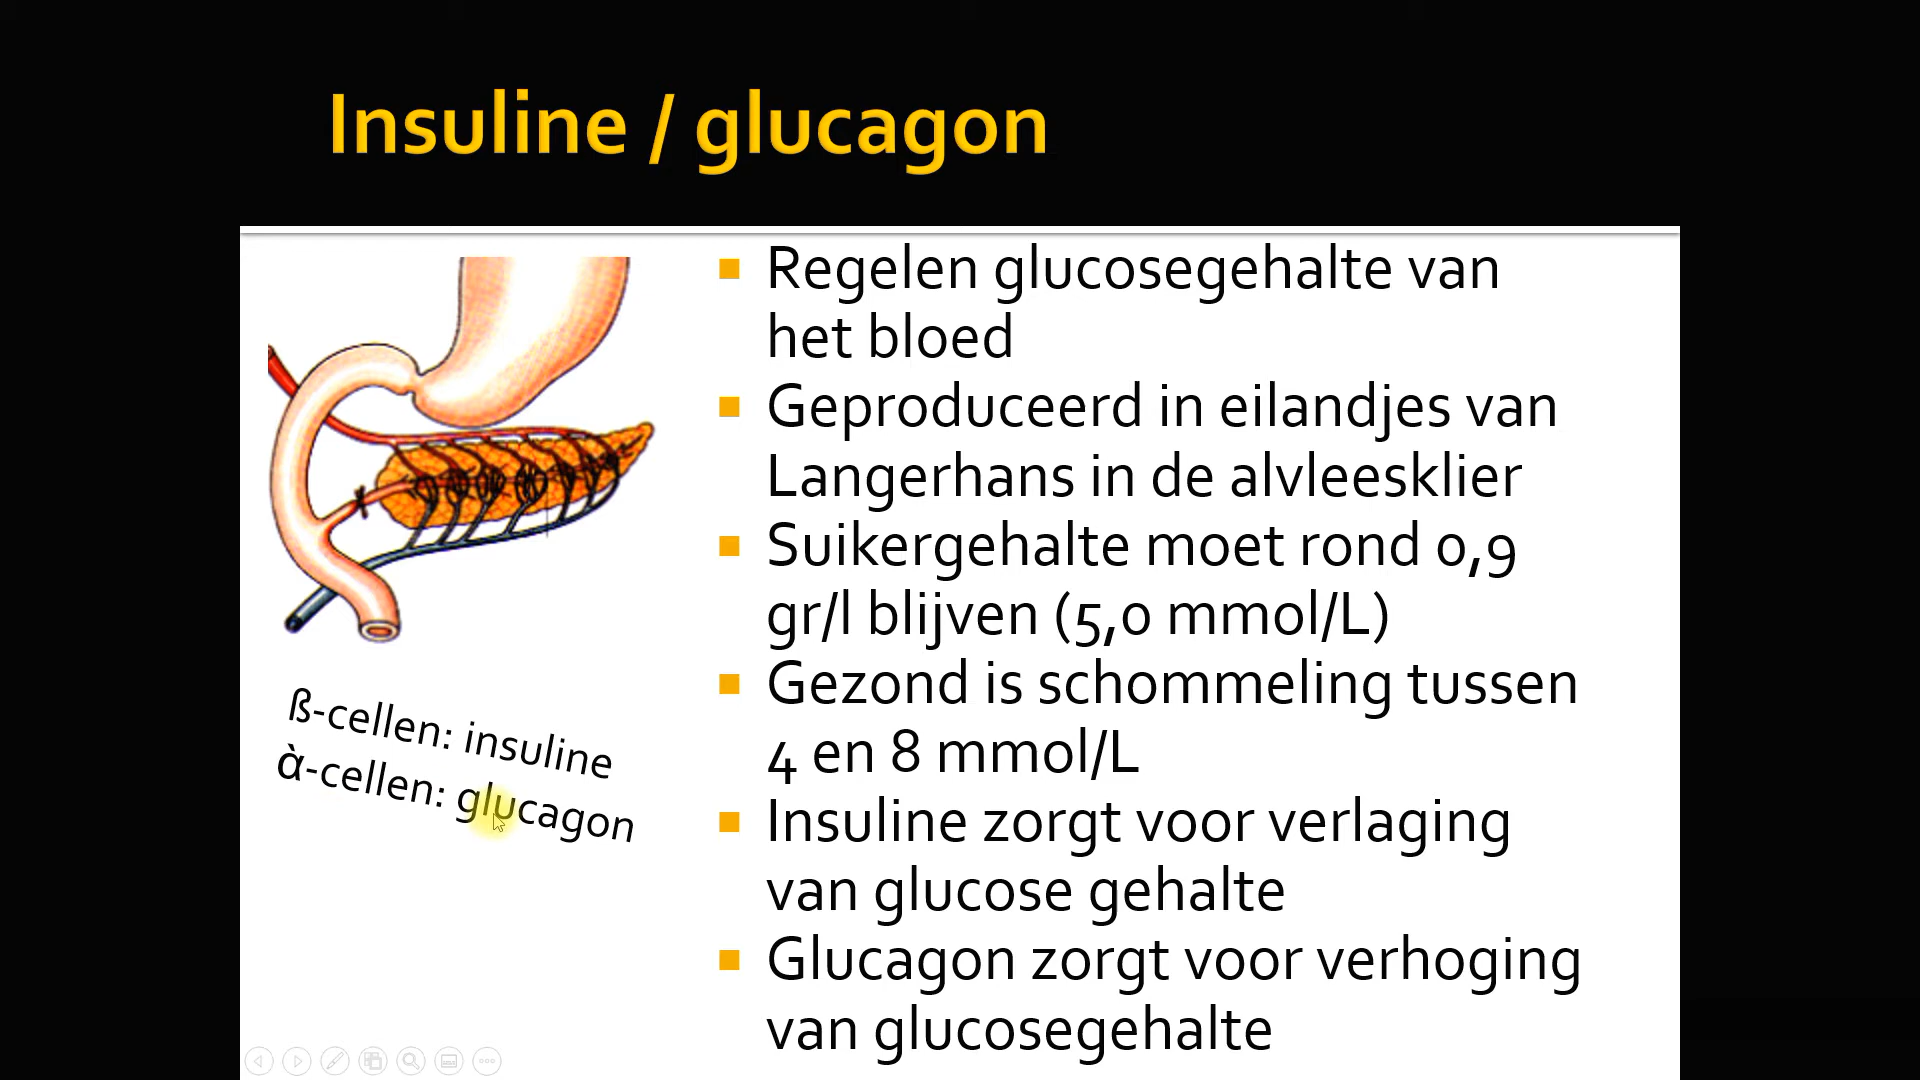 Insuline / glucagon
Regelen glucosegehalte van
het bloed
Geproduceerd in eilandjes van
Langerhans in de alvleesklier
Suikergehalte moet rond 0,9
gr/l blijven (5,0 mmol/L)
Gezond is schommeling tussen
4 en 8 mmol/L
Insuline zorgt voor verlaging
van glucose gehalte
Glucagon zorgt voor verhoging
van glucosegehalte
ß-cellen: insuline
ὰ-cellen: glucagon